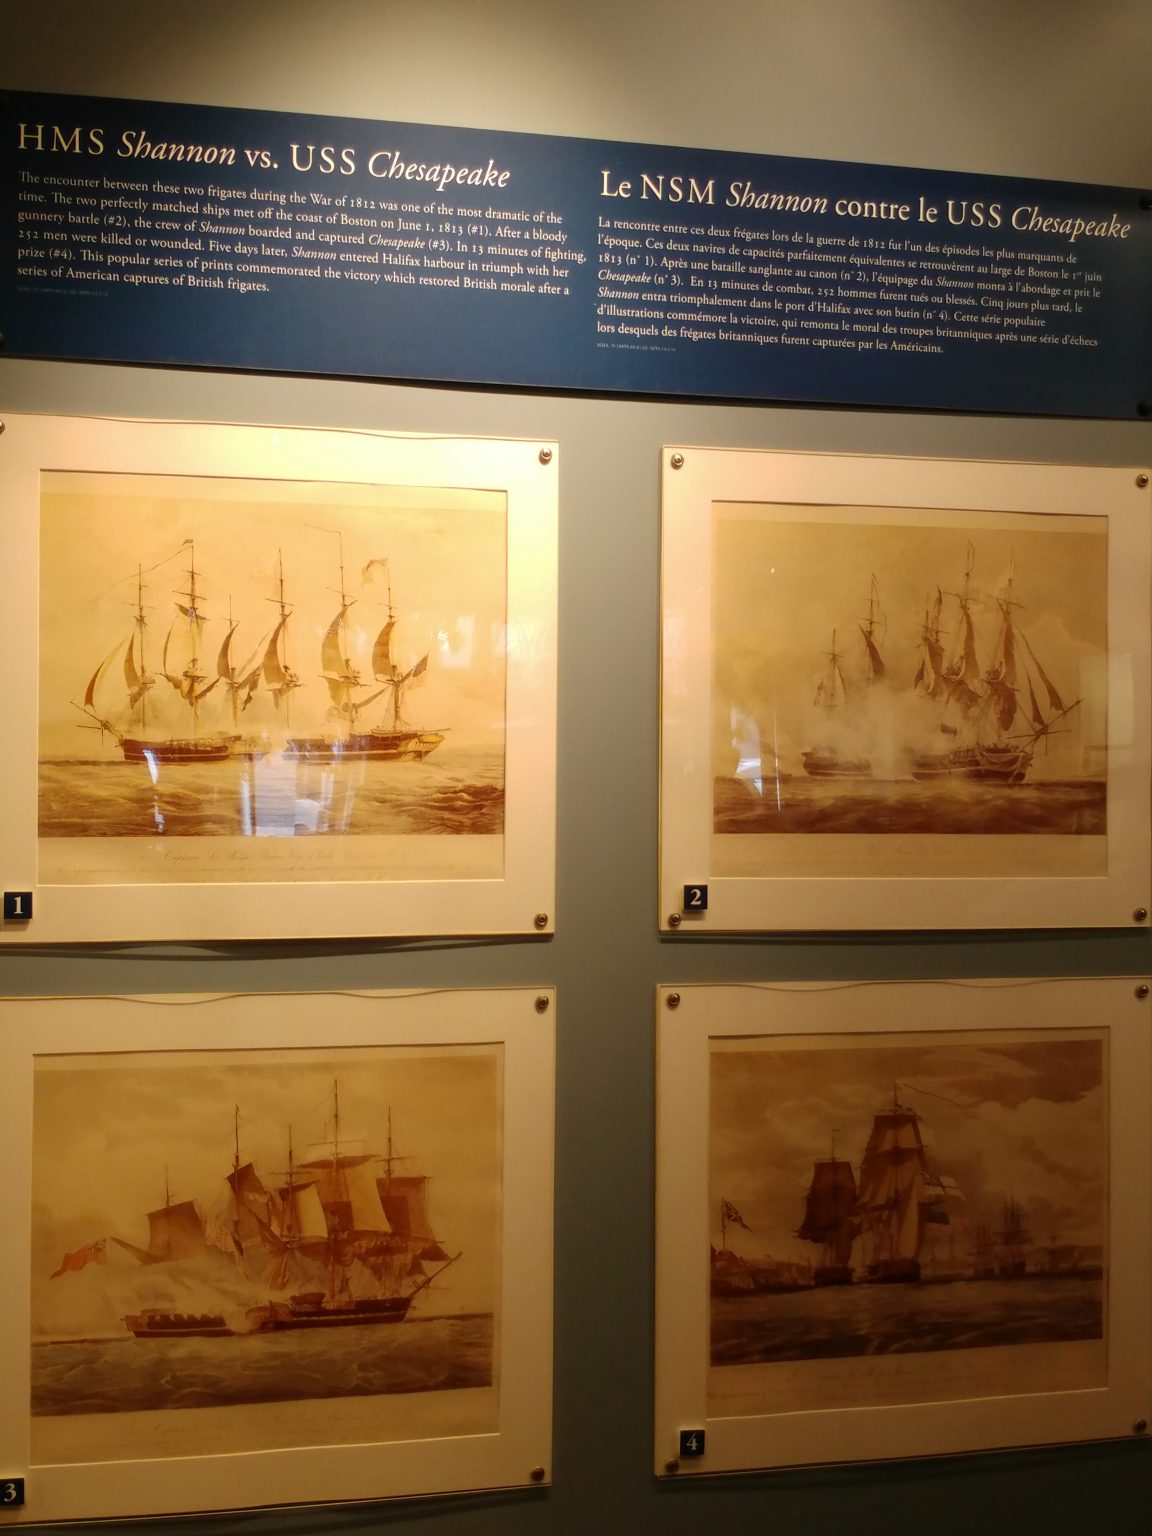 HMS Shannon vs. USS Chesapeake
The encounter between these two frigates during the War of 1812 was one of the most dramatic of the
time. The two perfectly matched ships met off the coast of Boston on June 1, 1813 (#1). After a bloody
gunnery battle (#2), the crew of Shannon boarded and captured Chesapeake (#3). In 13 minutes of fighting,
252 men were killed or wounded. Five days later, Shannon entered Halifax harbour in triumph with her
prize (#4). This popular series of prints commemorated the victory which restored British morale after a
series of American captures of British frigates.
Le NSM Shannon contre le USS Chesapeake
La rencontre entre ces deux frégates lors de la guerre de 1812 fut l'un des épisodes les plus marquants de
l'époque. Ces deux navires de capacités parfaitement équivalentes se retrouvèrent au large de Boston le 1er juin
1813 (n° 1). Après une bataille sanglante au canon (n° 2), l'équipage du Shannon monta à l'abordage et prit le
Chesapeake (n° 3). En 13 minutes de combat, 252 hommes furent tués ou blessés. Cinq jours plus tard, le
Shannon entra triomphalement dans le port d'Halifax avec son butin (n° 4). Cette série populaire
d'illustrations commémore la victoire, qui remonta le moral des troupes britanniques après une série d'échecs
lors desquels des frégates britanniques furent capturées par les Américains.
1
2
3
4